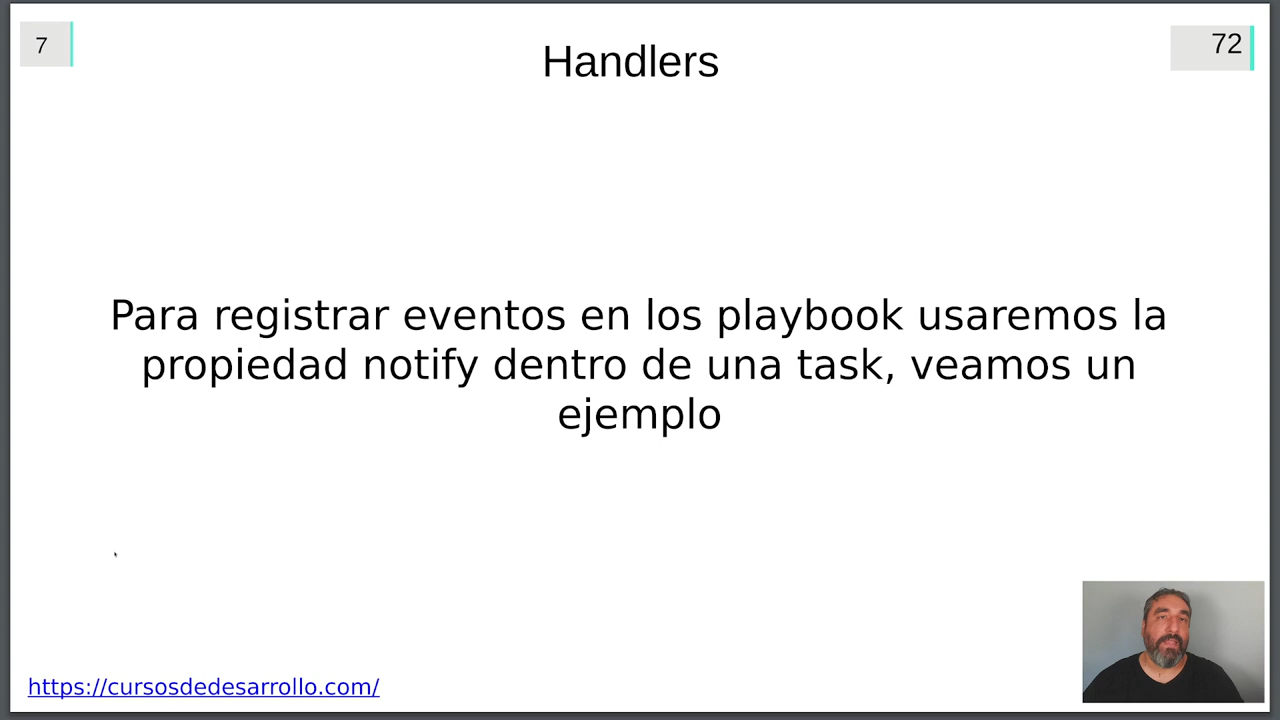 7
Handlers
72
Para registrar eventos en los playbook usaremos la
propiedad notify dentro de una task, veamos un
ejemplo
https://cursosdedesarrollo.com/